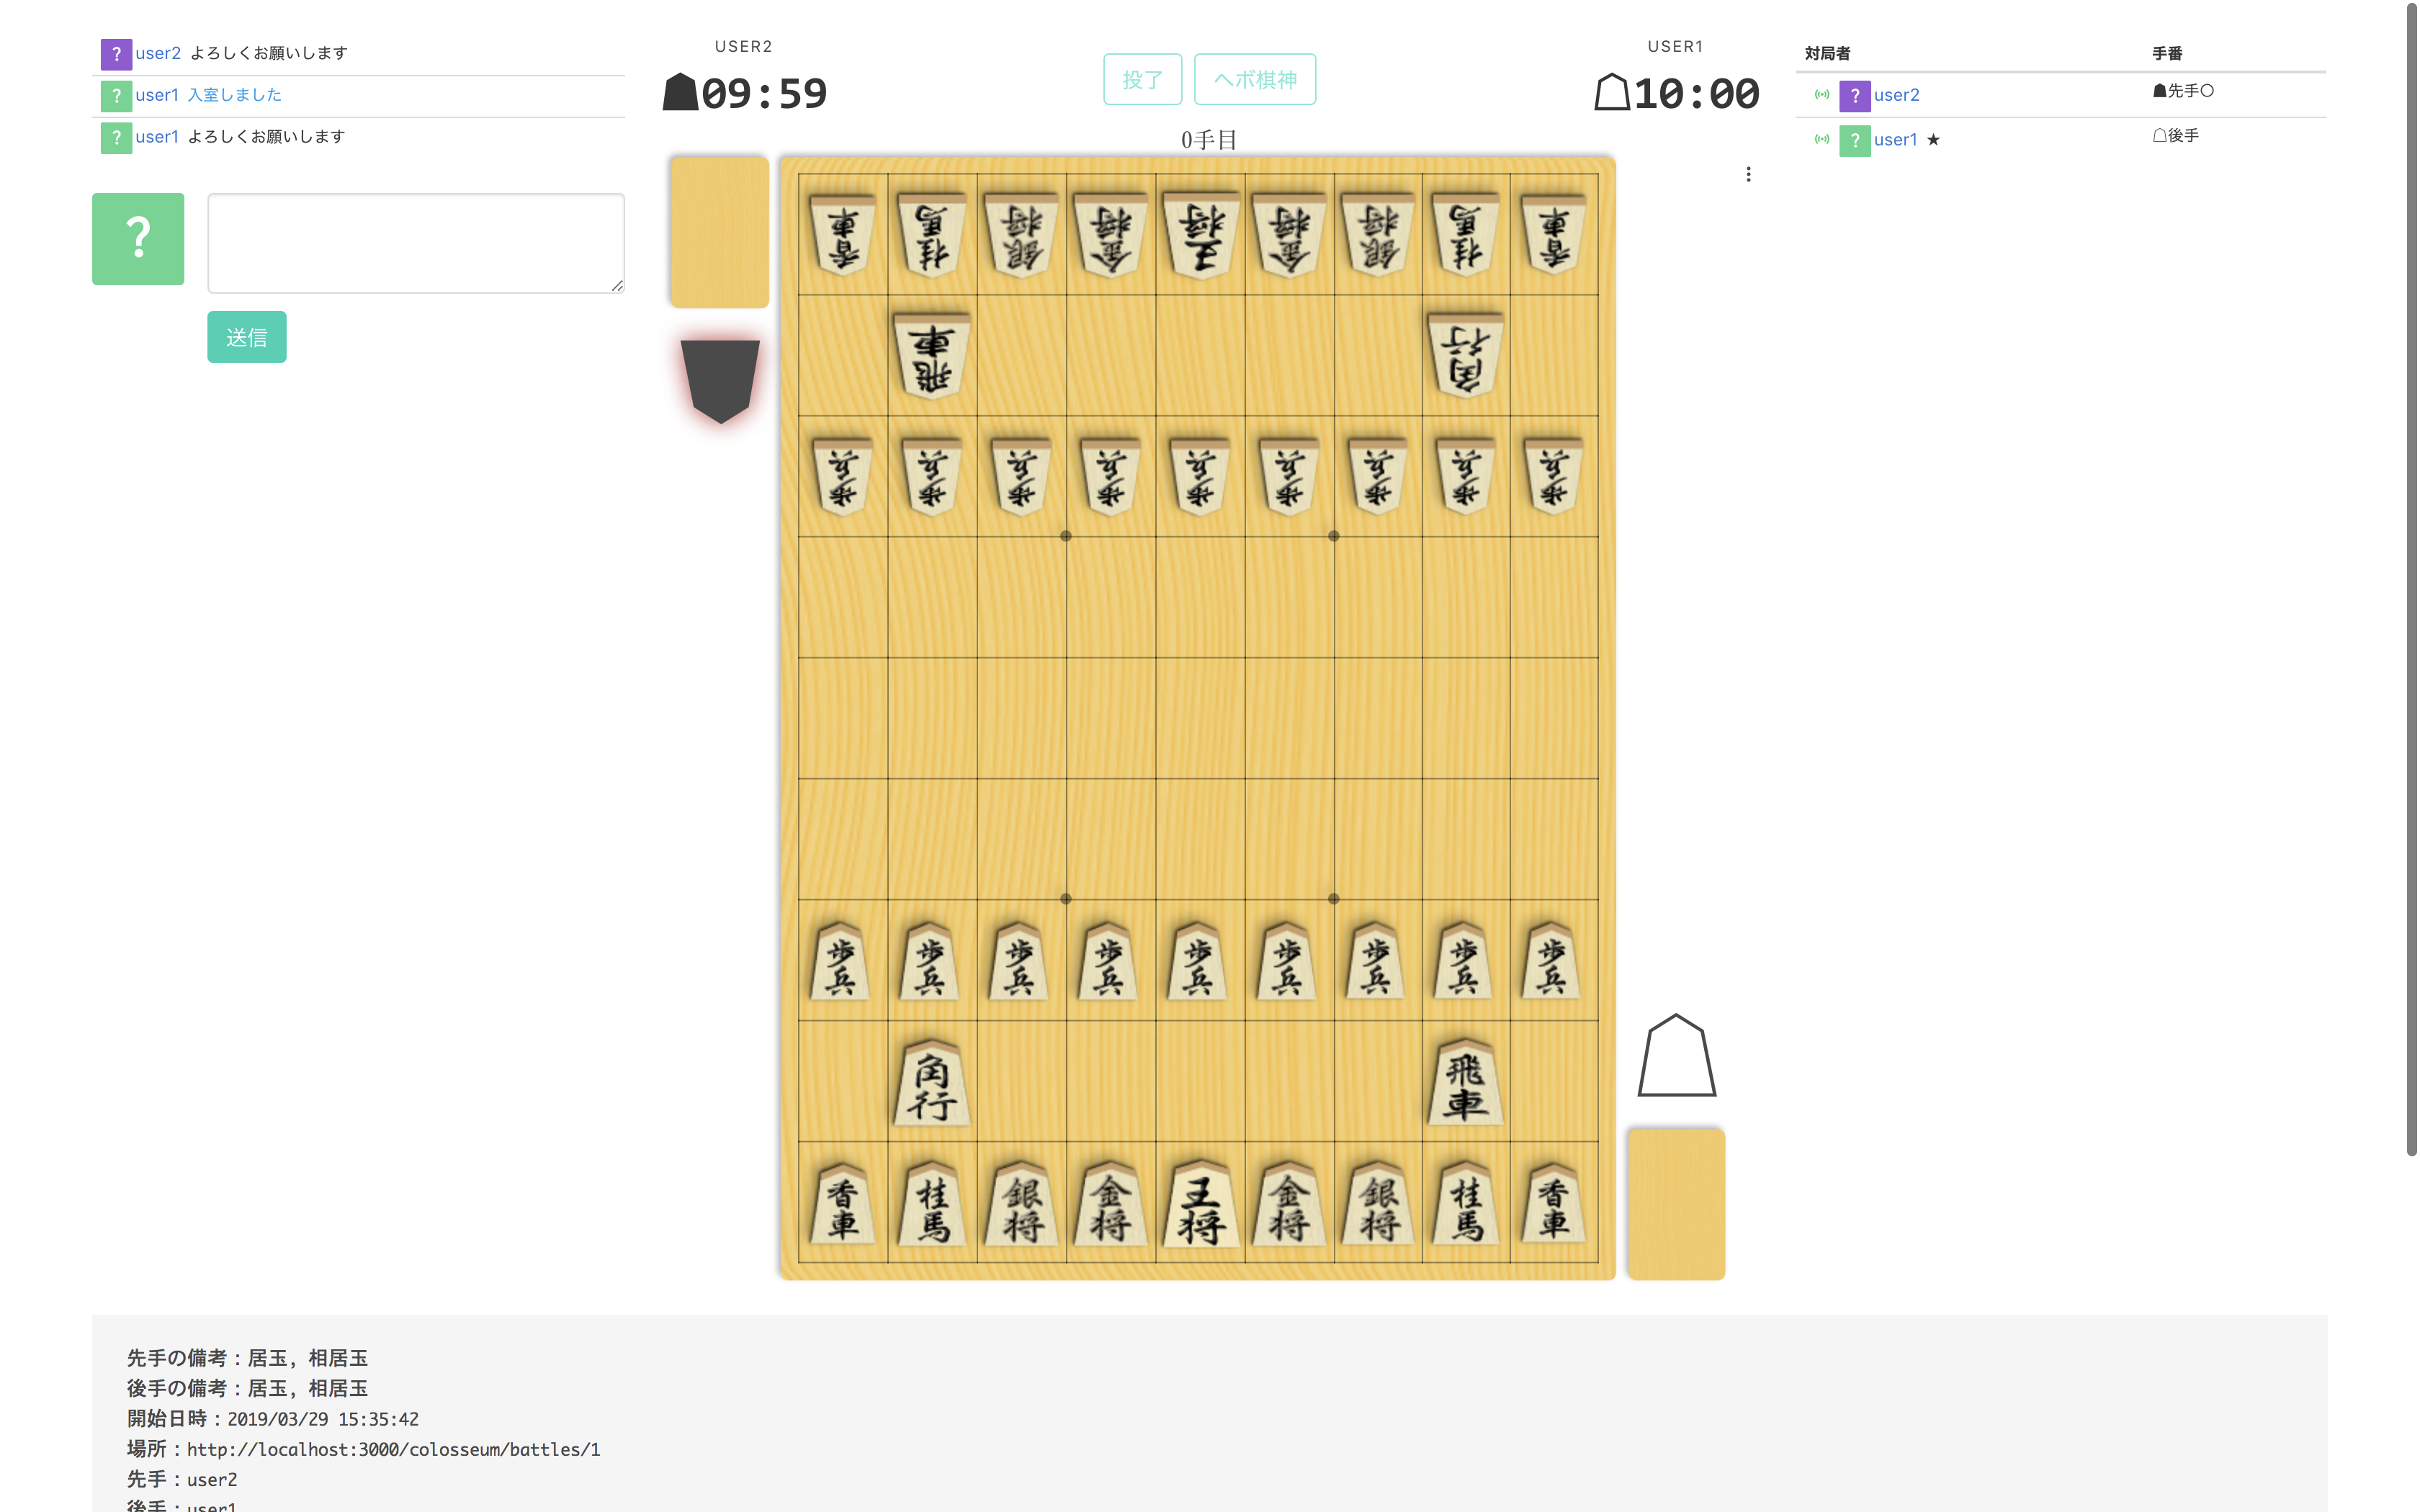 ? user2 よろしくお願いします
? user1 入室しました
? user1 よろしくお願いします
?
送信
USER2
09:59
投了 ヘボ棋神
USER1
10:00
0手目
香車 桂馬 銀将 金将 王将 金将 銀将 桂馬 香車
飛車 角行
歩兵 歩兵 歩兵 歩兵 歩兵 歩兵 歩兵 歩兵 歩兵
歩兵 歩兵 歩兵 歩兵 歩兵 歩兵 歩兵 歩兵 歩兵
角行 飛車
香車 桂馬 銀将 金将 王将 金将 銀将 桂馬 香車
対局者 手番
? user2 ☗先手○
? user1 ★ ☖後手
先手の備考：居玉, 相居玉
後手の備考：居玉, 相居玉
開始日時：2019/03/29 15:35:42
場所：http://localhost:3000/colosseum/battles/1
先手：user2
後手：user1